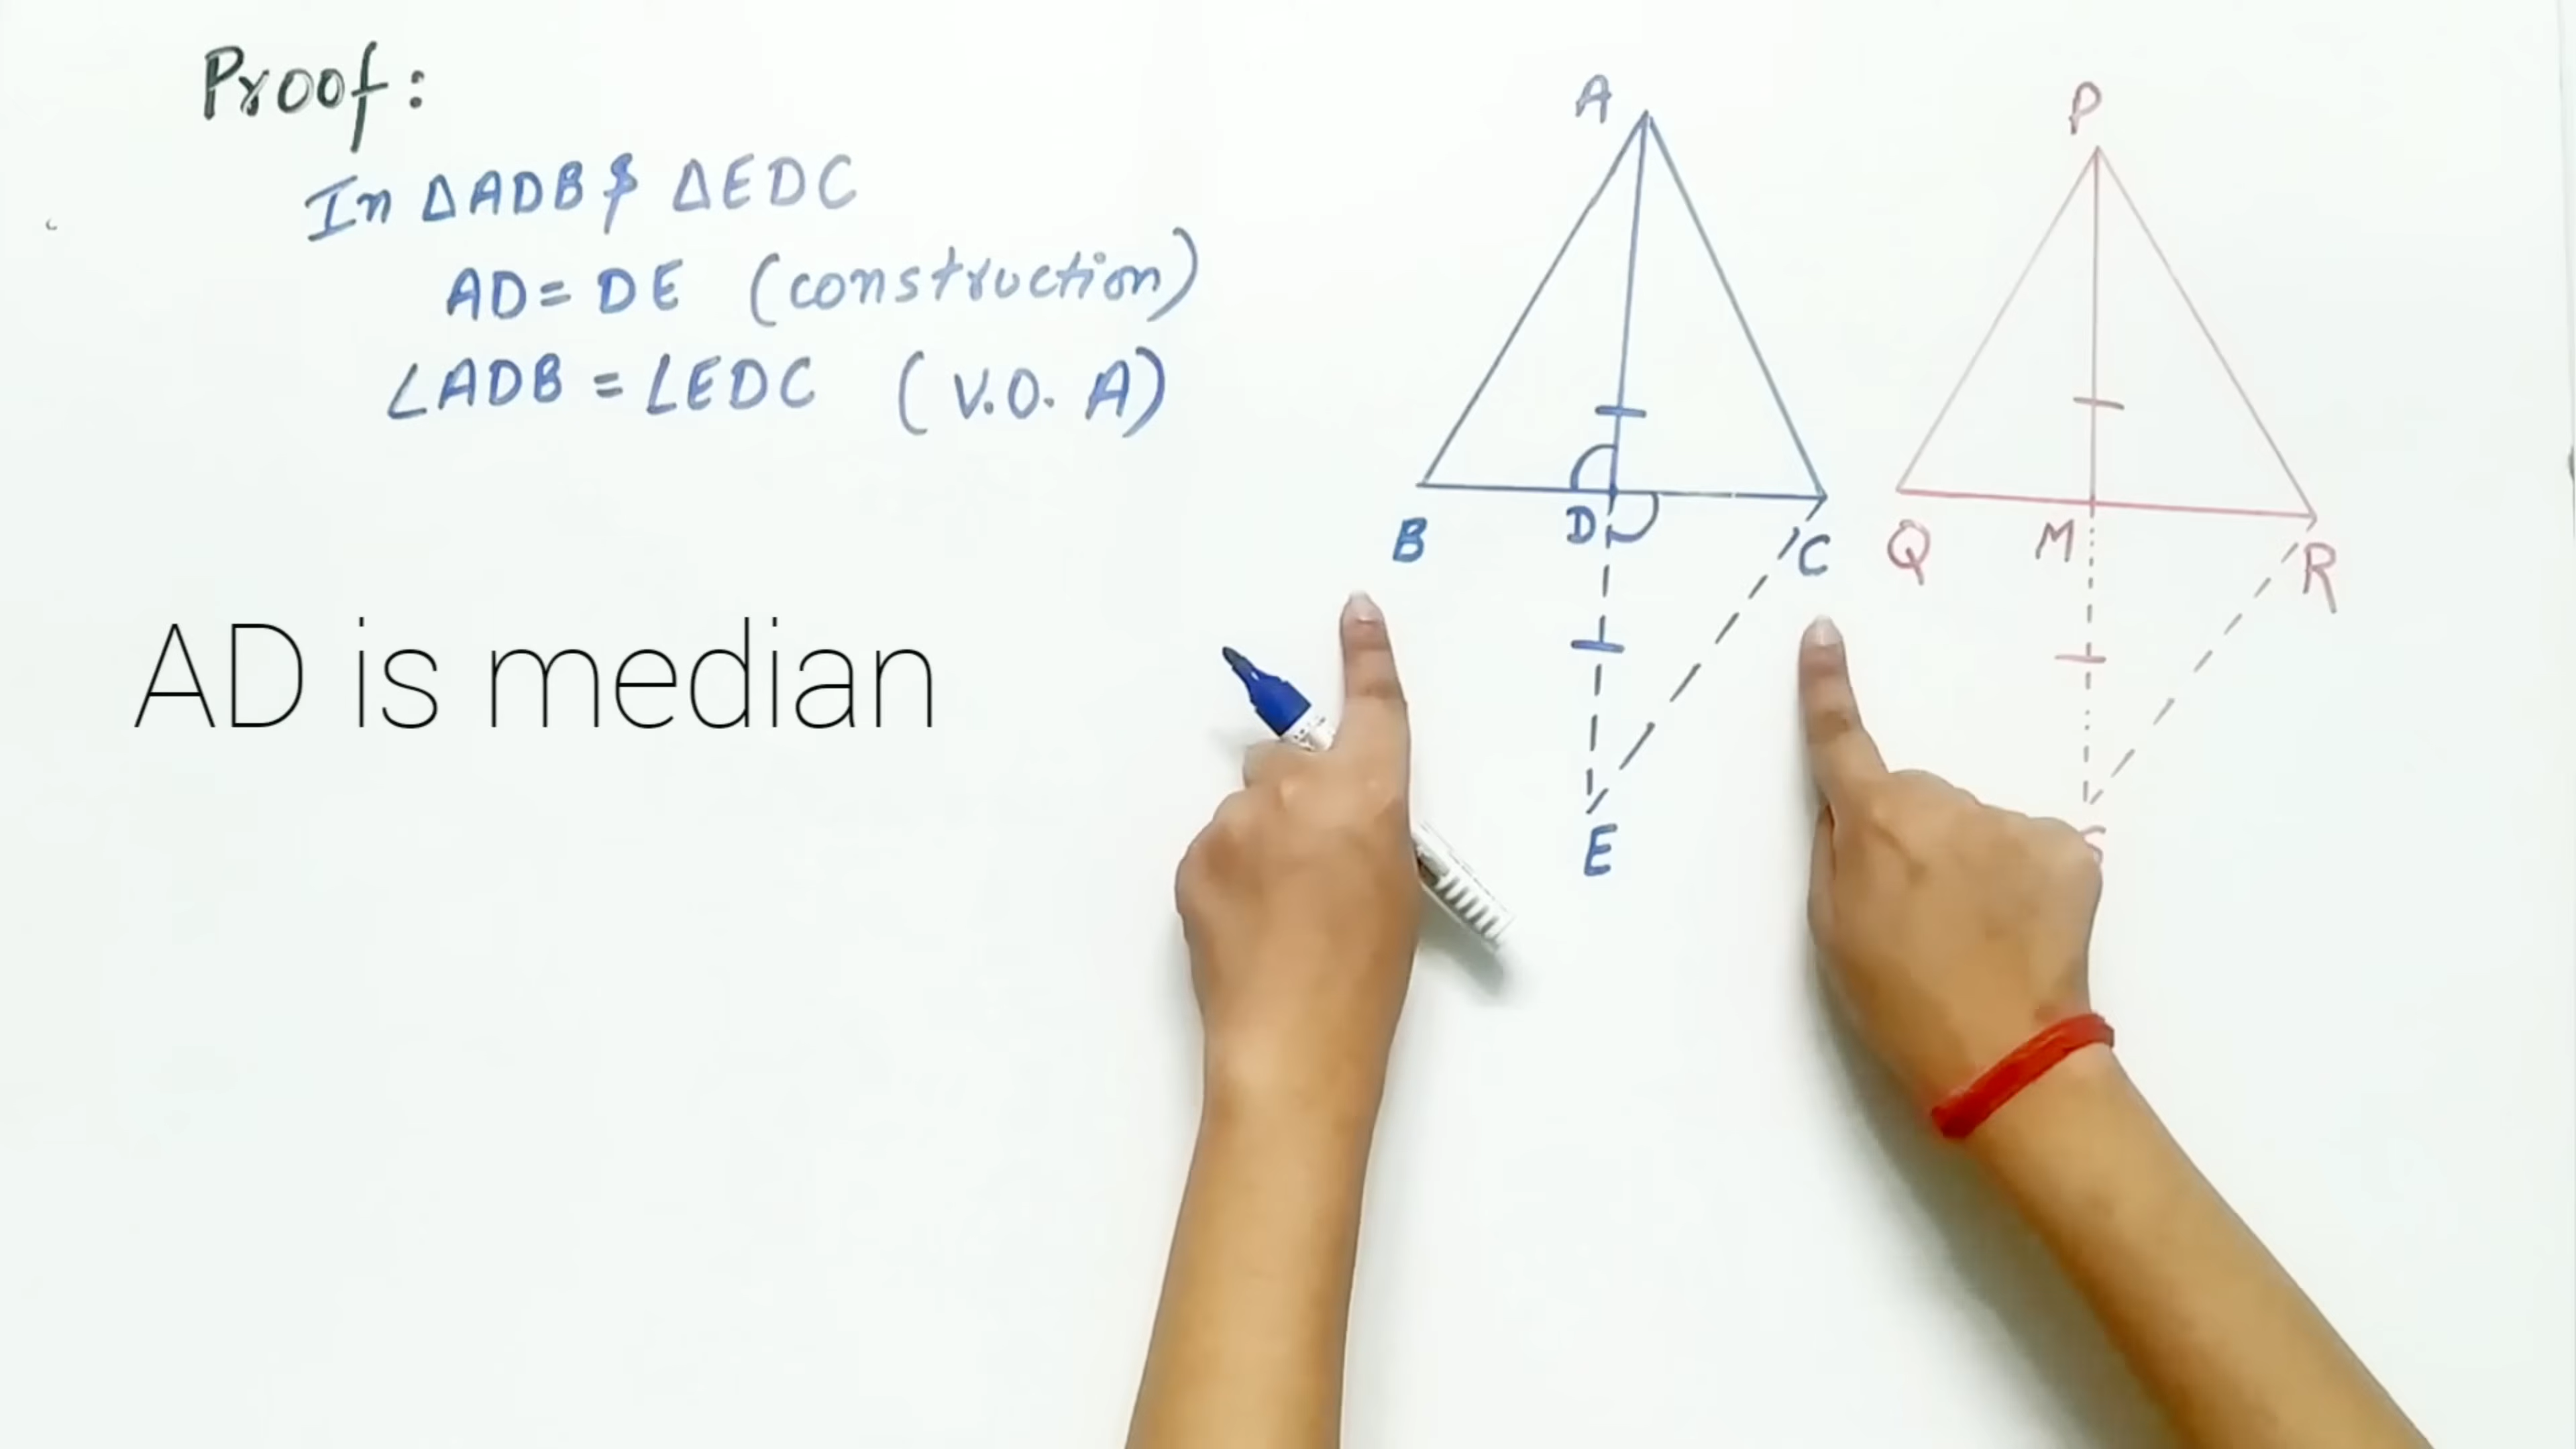 Proof:
In ΔADB & ΔEDC
AD = DE (construction)
∠ADB = ∠EDC (V.O. A)
AD is median
A
P
B
D
C
Q
M
R
E
S